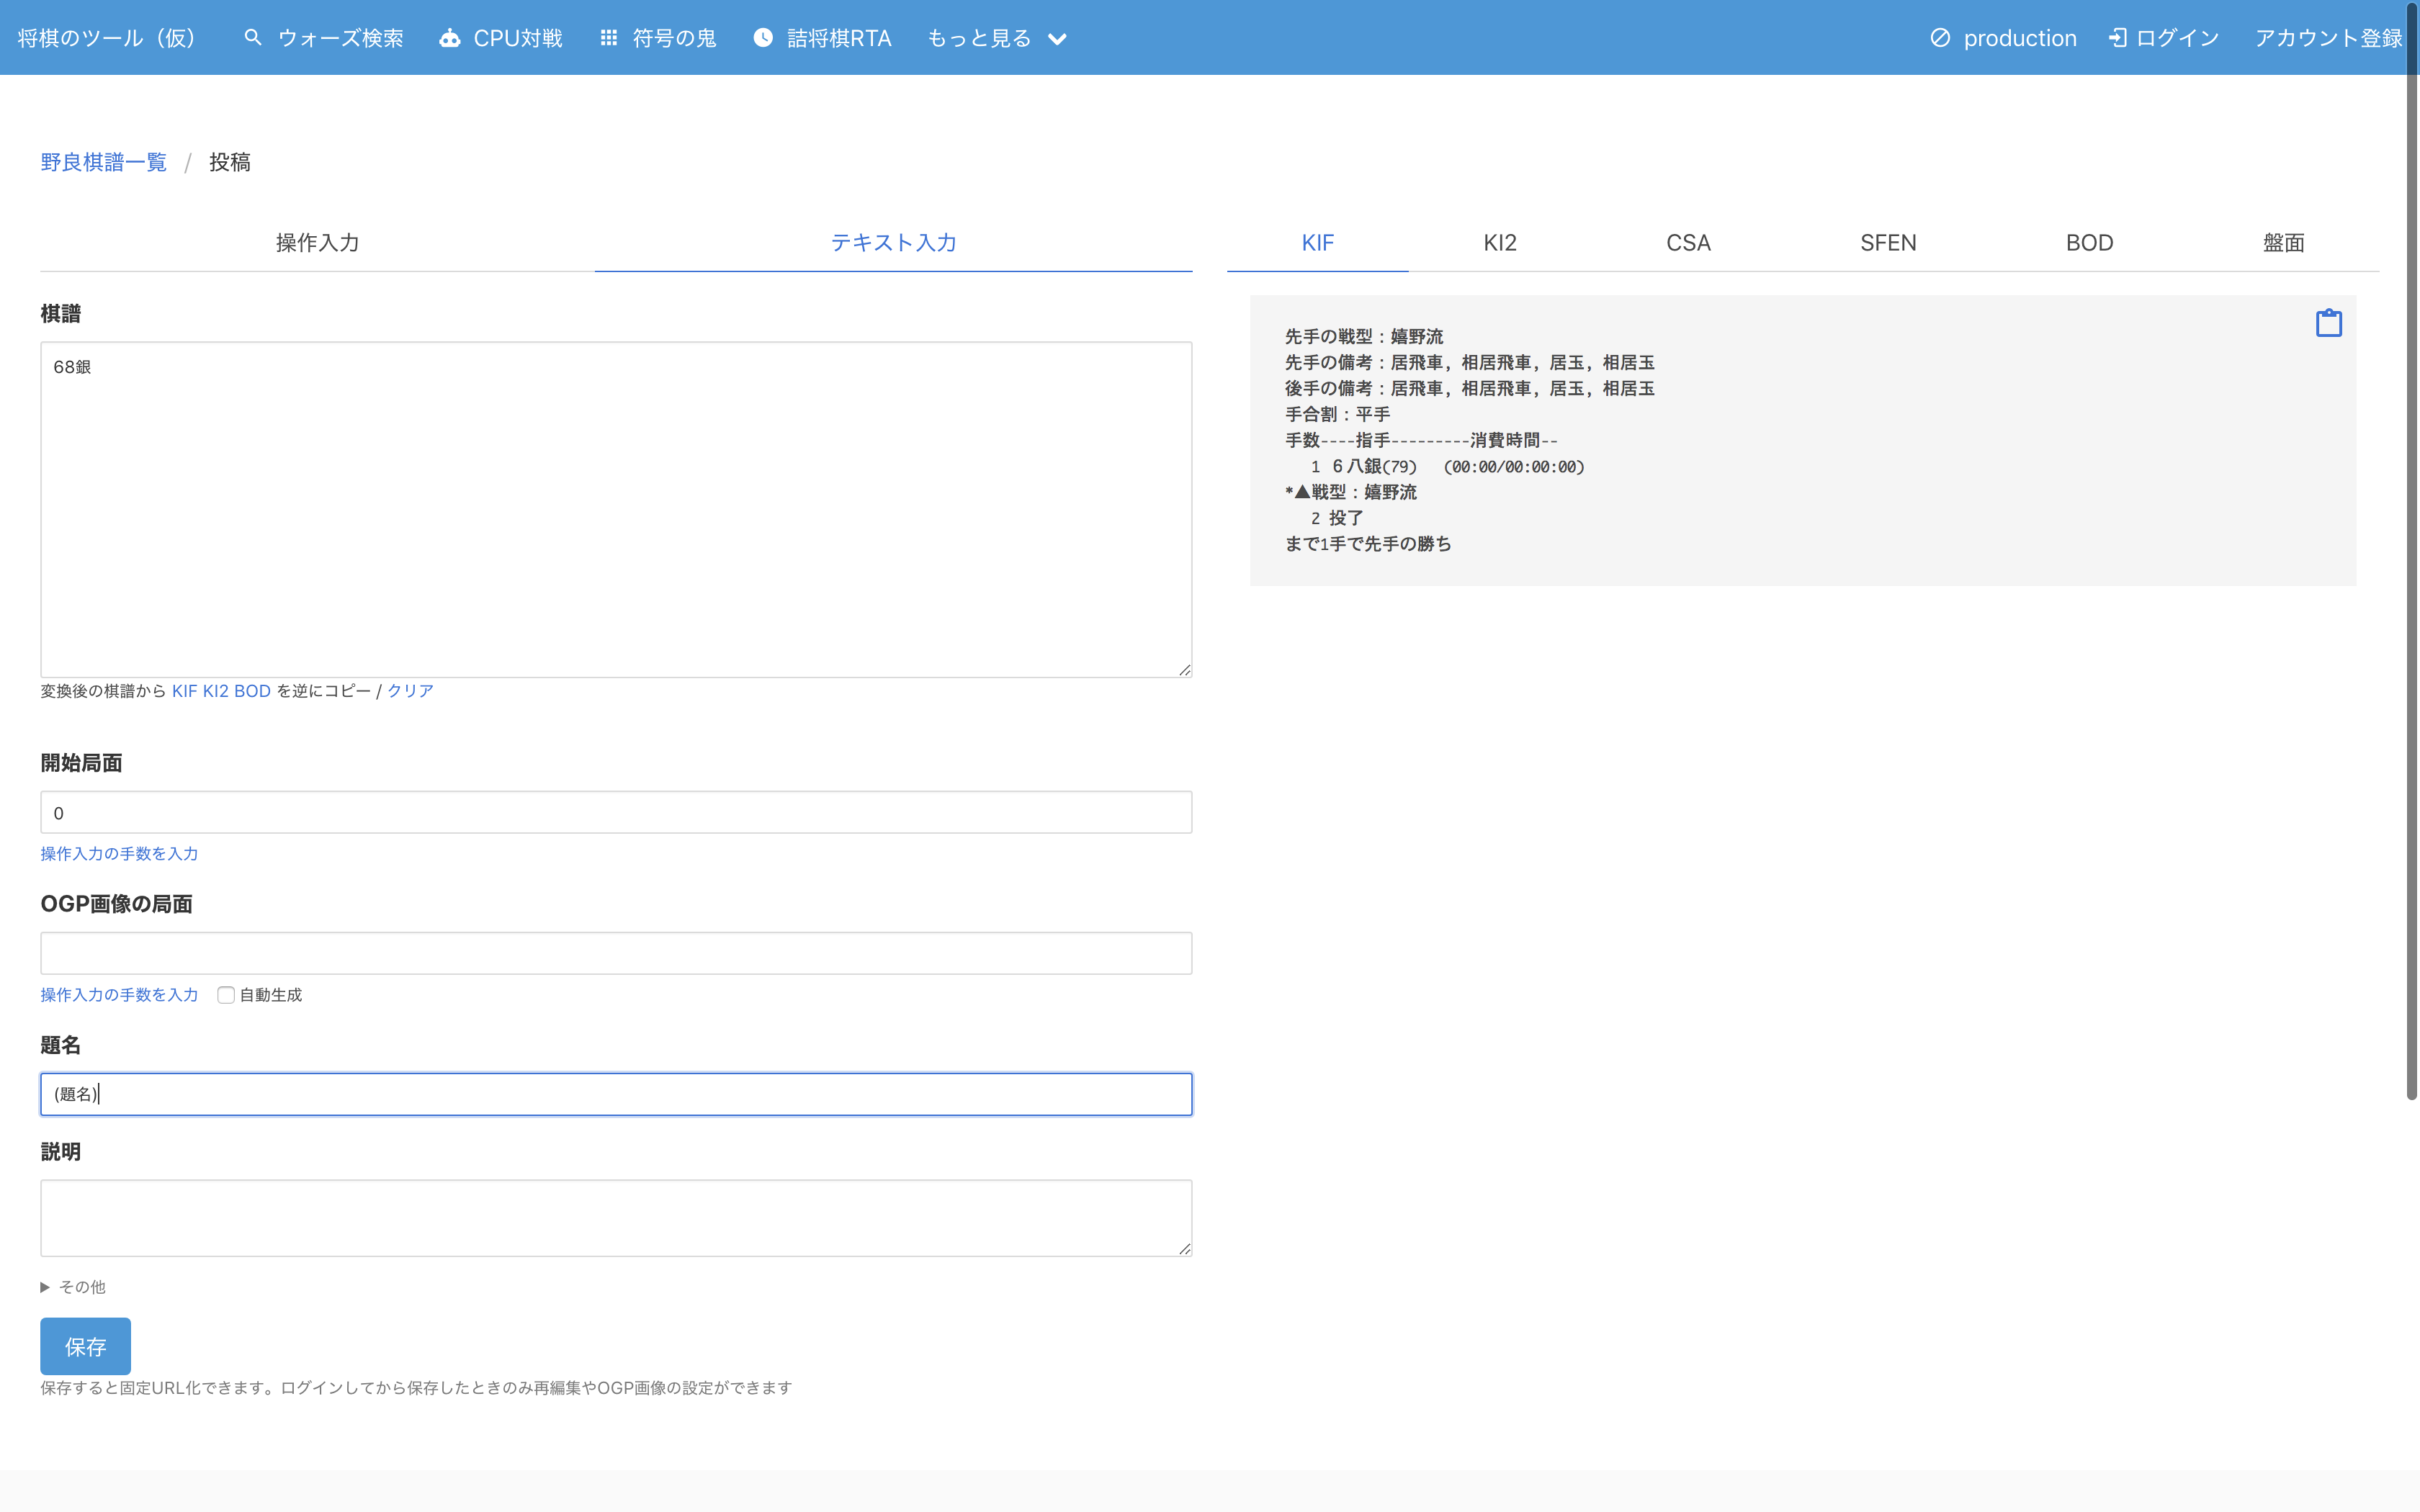 将棋のツール（仮） ウォーズ検索 CPU対戦 符号の鬼 詰将棋RTA もっと見る production ログイン アカウント登録
野良棋譜一覧 / 投稿
操作入力 テキスト入力
棋譜
68銀
変換後の棋譜から KIF KI2 BOD を逆にコピー / クリア
開始局面
0
操作入力の手数を入力
OGP画像の局面
操作入力の手数を入力 自動生成
題名
(題名)
説明
その他
保存
保存すると固定URL化できます。ログインしてから保存したときのみ再編集やOGP画像の設定ができます
KIF KI2 CSA SFEN BOD 盤面
先手の戦型：嬉野流
先手の備考：居飛車, 相居飛車, 居玉, 相居玉
後手の備考：居飛車, 相居飛車, 居玉, 相居玉
手合割：平手
手数----指手---------消費時間--
1 ６八銀(79) (00:00/00:00:00)
*▲戦型：嬉野流
2 投了
まで1手で先手の勝ち